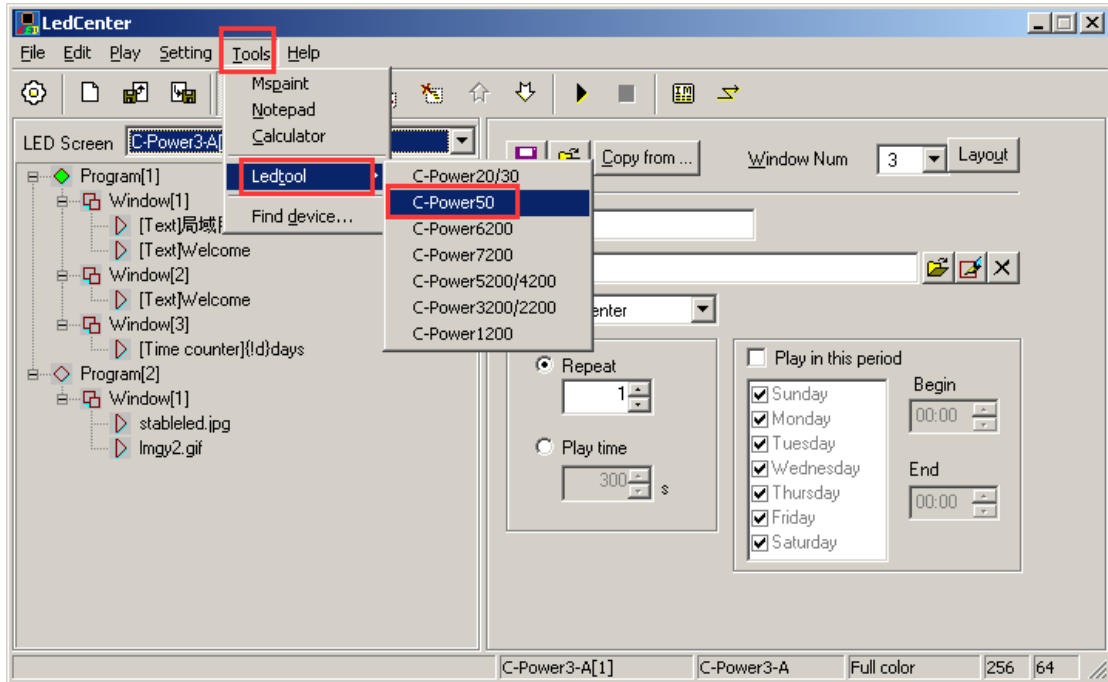 LedCenter
File Edit Play Setting Tools Help
Mspaint
Notepad
Calculator
Ledtool
Find device...
C-Power20/30
C-Power50
C-Power6200
C-Power7200
C-Power5200/4200
C-Power3200/2200
C-Power1200
LED Screen C-Power3-A[
Program[1]
Window[1]
[Text]局域
[Text]Welcome
Window[2]
[Text]Welcome
Window[3]
[Time counter]{!d}days
Program[2]
Window[1]
stableled.jpg
Imgy2.gif
Copy from ... Window Num 3 Layout
enter
Repeat
1
Play time
300 s
Play in this period
Sunday
Monday
Tuesday
Wednesday
Thursday
Friday
Saturday
Begin
00:00
End
00:00
C-Power3-A[1] C-Power3-A Full color 256 64